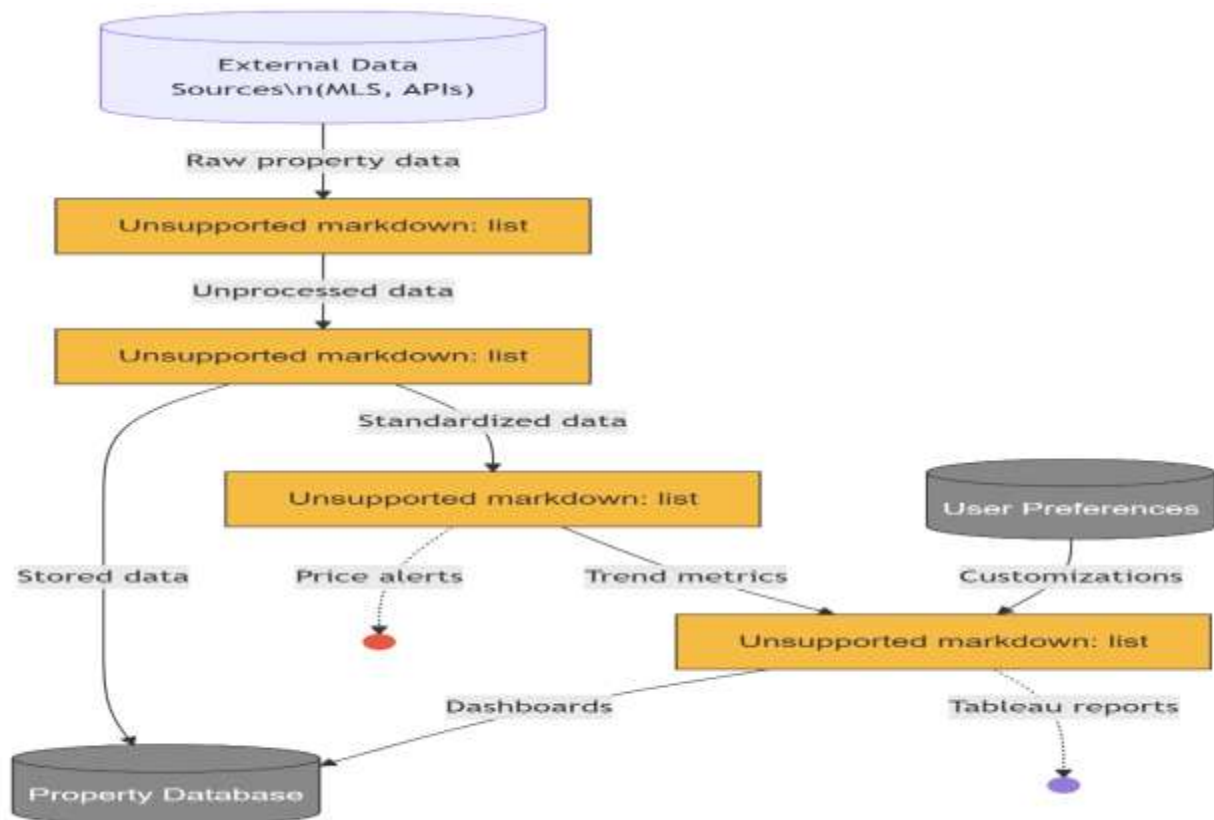 External Data
Sources\n(MLS, APIs)
Raw property data
Unsupported markdown: list
Unprocessed data
Unsupported markdown: list
Standardized data
Unsupported markdown: list
User Preferences
Stored data
Price alerts
Trend metrics
Customizations
Unsupported markdown: list
Dashboards
Tableau reports
Property Database